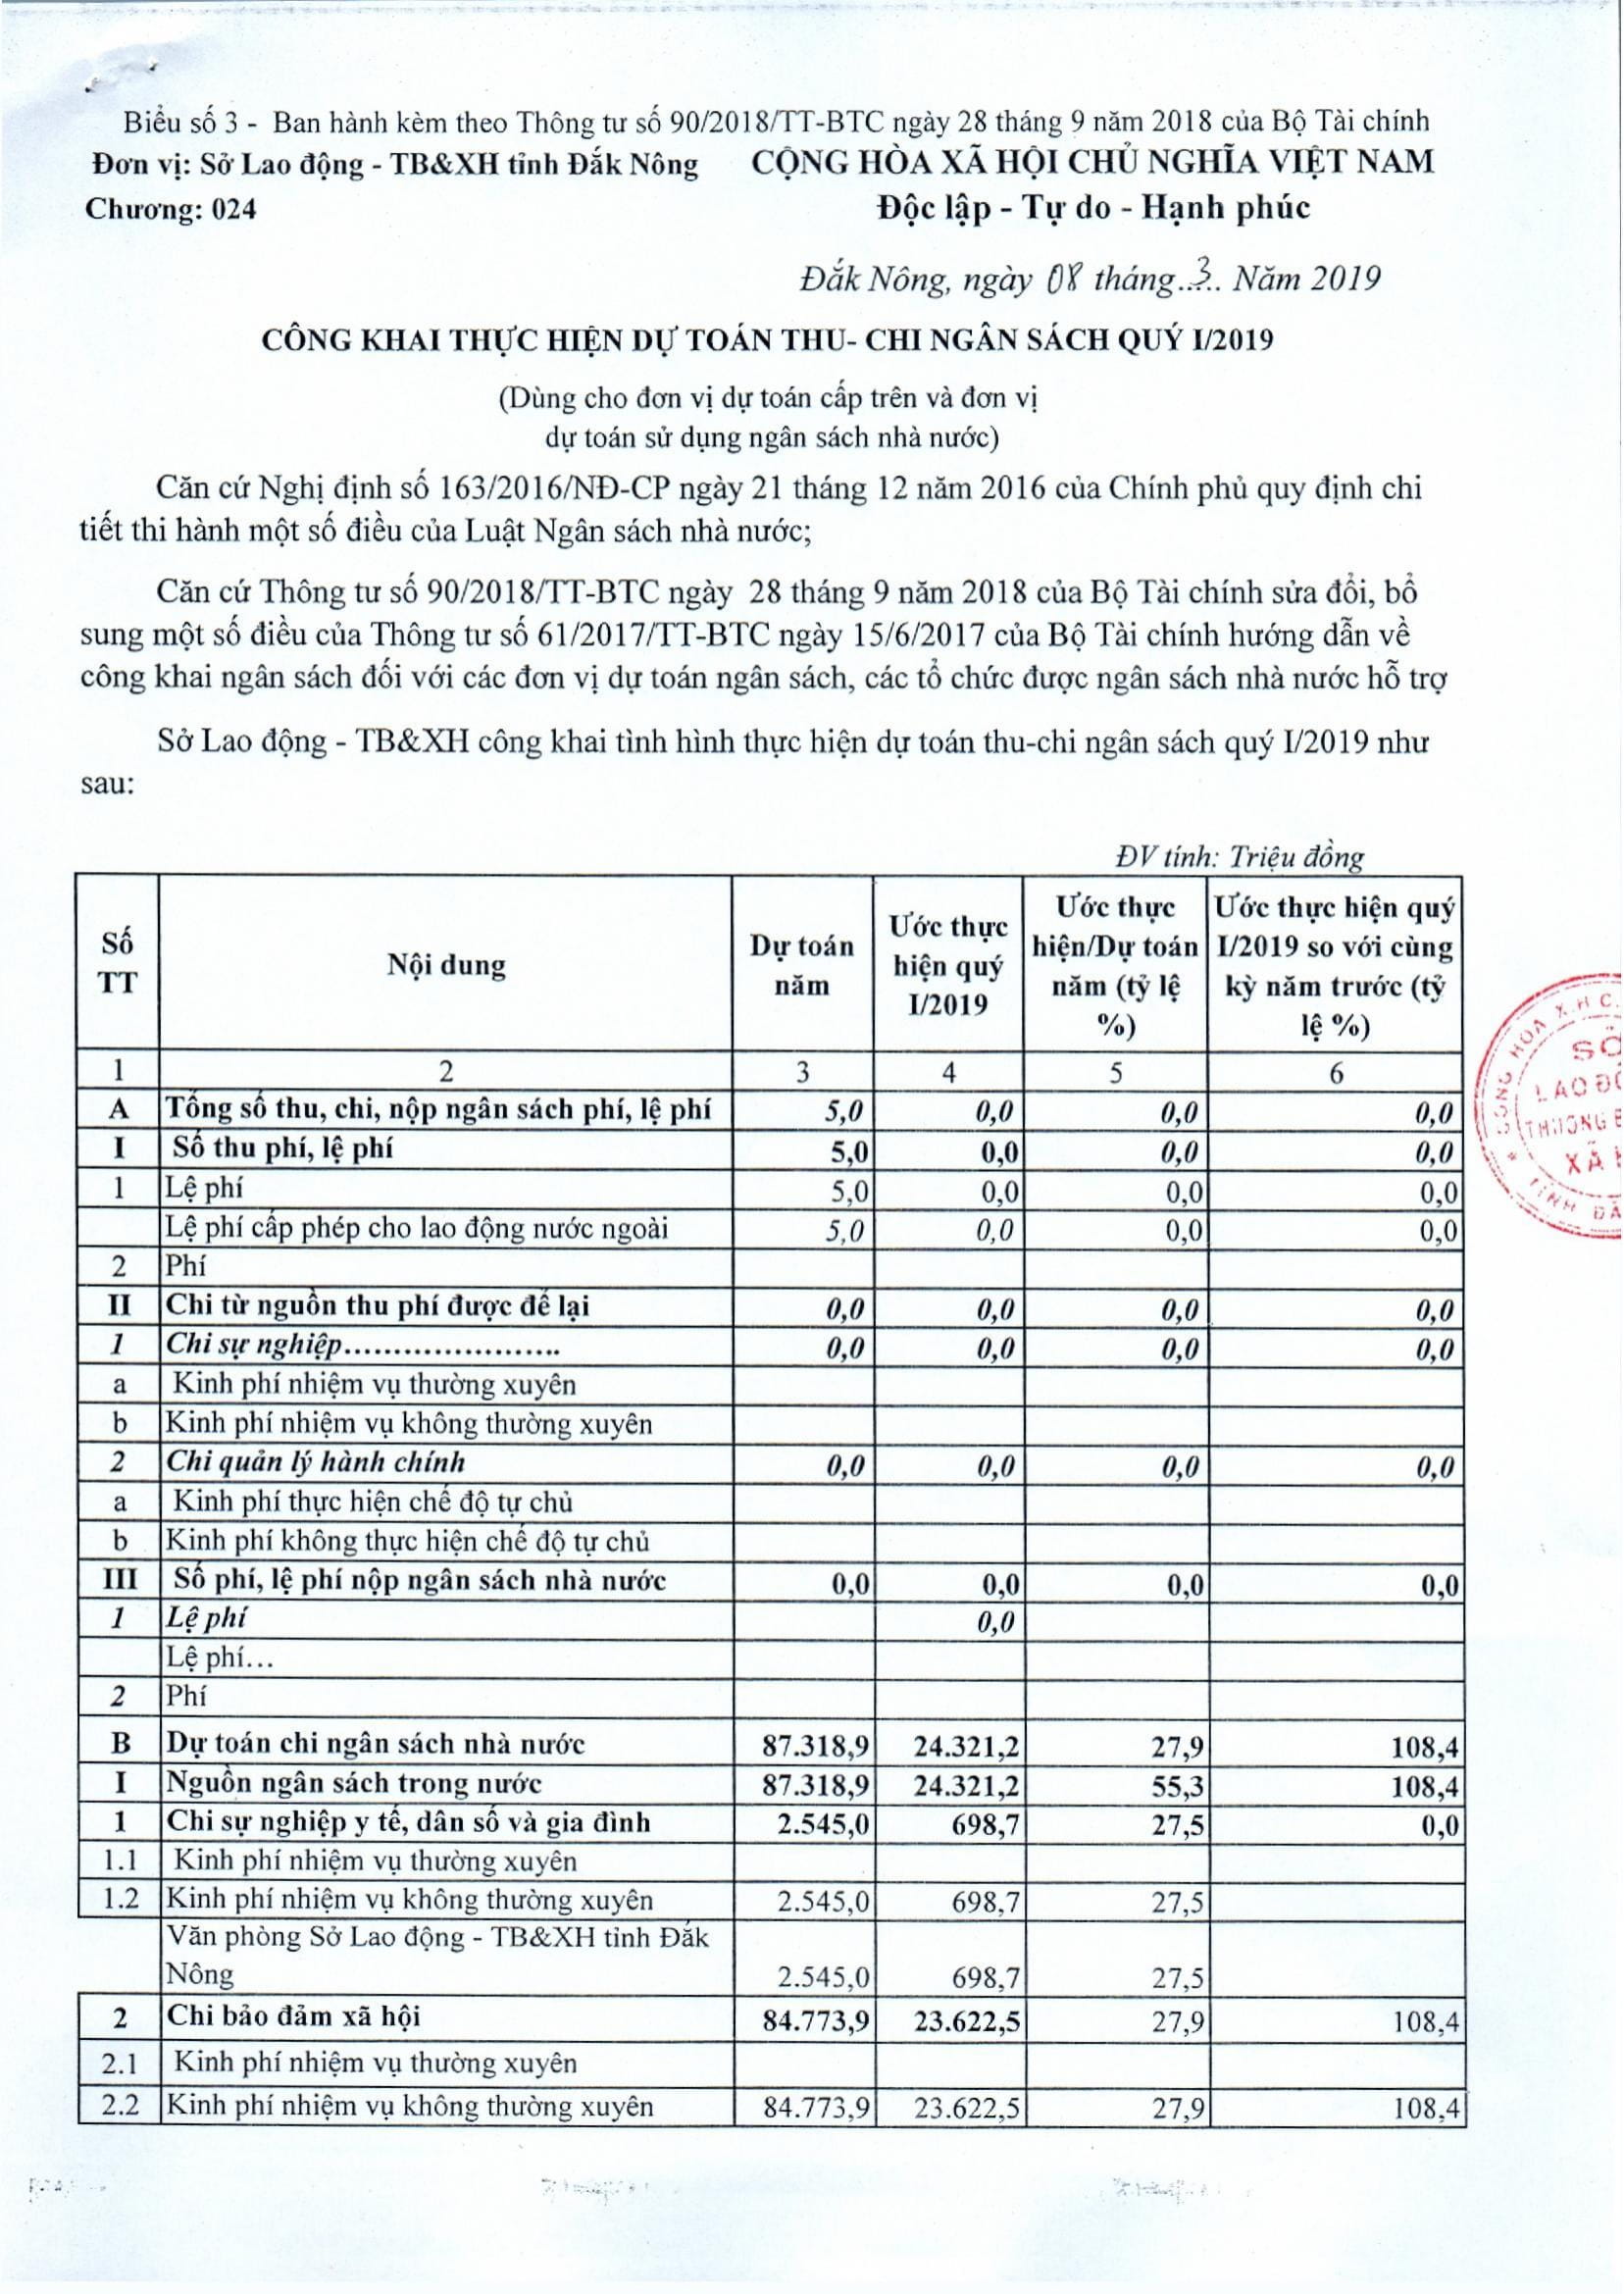 Biểu số 3 - Ban hành kèm theo Thông tư số 90/2018/TT-BTC ngày 28 tháng 9 năm 2018 của Bộ Tài chính
Đơn vị: Sở Lao động - TB&XH tỉnh Đắk Nông CỘNG HÒA XÃ HỘI CHỦ NGHĨA VIỆT NAM
Chương: 024 Độc lập - Tự do - Hạnh phúc
Đắk Nông, ngày 08 tháng..3.. Năm 2019
CÔNG KHAI THỰC HIỆN DỰ TOÁN THU- CHI NGÂN SÁCH QUÝ I/2019
(Dùng cho đơn vị dự toán cấp trên và đơn vị
dự toán sử dụng ngân sách nhà nước)
Căn cứ Nghị định số 163/2016/NĐ-CP ngày 21 tháng 12 năm 2016 của Chính phủ quy định chi
tiết thi hành một số điều của Luật Ngân sách nhà nước;
Căn cứ Thông tư số 90/2018/TT-BTC ngày 28 tháng 9 năm 2018 của Bộ Tài chính sửa đổi, bổ
sung một số điều của Thông tư số 61/2017/TT-BTC ngày 15/6/2017 của Bộ Tài chính hướng dẫn về
công khai ngân sách đối với các đơn vị dự toán ngân sách, các tổ chức được ngân sách nhà nước hỗ trợ
Sở Lao động - TB&XH công khai tình hình thực hiện dự toán thu-chi ngân sách quý I/2019 như
sau:
ĐV tính: Triệu đồng
Số TT Nội dung Dự toán năm Ước thực hiện quý I/2019 Ước thực hiện/Dự toán năm (tỷ lệ %) Ước thực hiện quý I/2019 so với cùng kỳ năm trước (tỷ lệ %)
1 2 3 4 5 6
A Tổng số thu, chi, nộp ngân sách phí, lệ phí 5,0 0,0 0,0 0,0
I Số thu phí, lệ phí 5,0 0,0 0,0 0,0
1 Lệ phí 5,0 0,0 0,0 0,0
Lệ phí cấp phép cho lao động nước ngoài 5,0 0,0 0,0 0,0
2 Phí
II Chi từ nguồn thu phí được để lại 0,0 0,0 0,0 0,0
1 Chi sự nghiệp...................... 0,0 0,0 0,0 0,0
a Kinh phí nhiệm vụ thường xuyên
b Kinh phí nhiệm vụ không thường xuyên
2 Chi quản lý hành chính 0,0 0,0 0,0 0,0
a Kinh phí thực hiện chế độ tự chủ
b Kinh phí không thực hiện chế độ tự chủ
III Số phí, lệ phí nộp ngân sách nhà nước 0,0 0,0 0,0 0,0
1 Lệ phí 0,0
Lệ phí...
2 Phí
B Dự toán chi ngân sách nhà nước 87.318,9 24.321,2 27,9 108,4
I Nguồn ngân sách trong nước 87.318,9 24.321,2 55,3 108,4
1 Chi sự nghiệp y tế, dân số và gia đình 2.545,0 698,7 27,5 0,0
1.1 Kinh phí nhiệm vụ thường xuyên
1.2 Kinh phí nhiệm vụ không thường xuyên 2.545,0 698,7 27,5
Văn phòng Sở Lao động - TB&XH tỉnh Đắk
Nông 2.545,0 698,7 27,5
2 Chi bảo đảm xã hội 84.773,9 23.622,5 27,9 108,4
2.1 Kinh phí nhiệm vụ thường xuyên
2.2 Kinh phí nhiệm vụ không thường xuyên 84.773,9 23.622,5 27,9 108,4